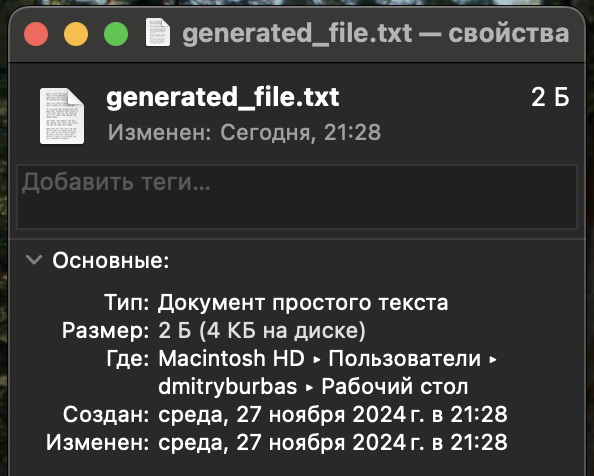 generated_file.txt — свойства
generated_file.txt 2 Б
Изменен: Сегодня, 21:28
Добавить теги...
Основные:
Тип: Документ простого текста
Размер: 2 Б (4 КБ на диске)
Где: Macintosh HD ▸ Пользователи ▸
dmitryburbas ▸ Рабочий стол
Создан: среда, 27 ноября 2024 г. в 21:28
Изменен: среда, 27 ноября 2024 г. в 21:28